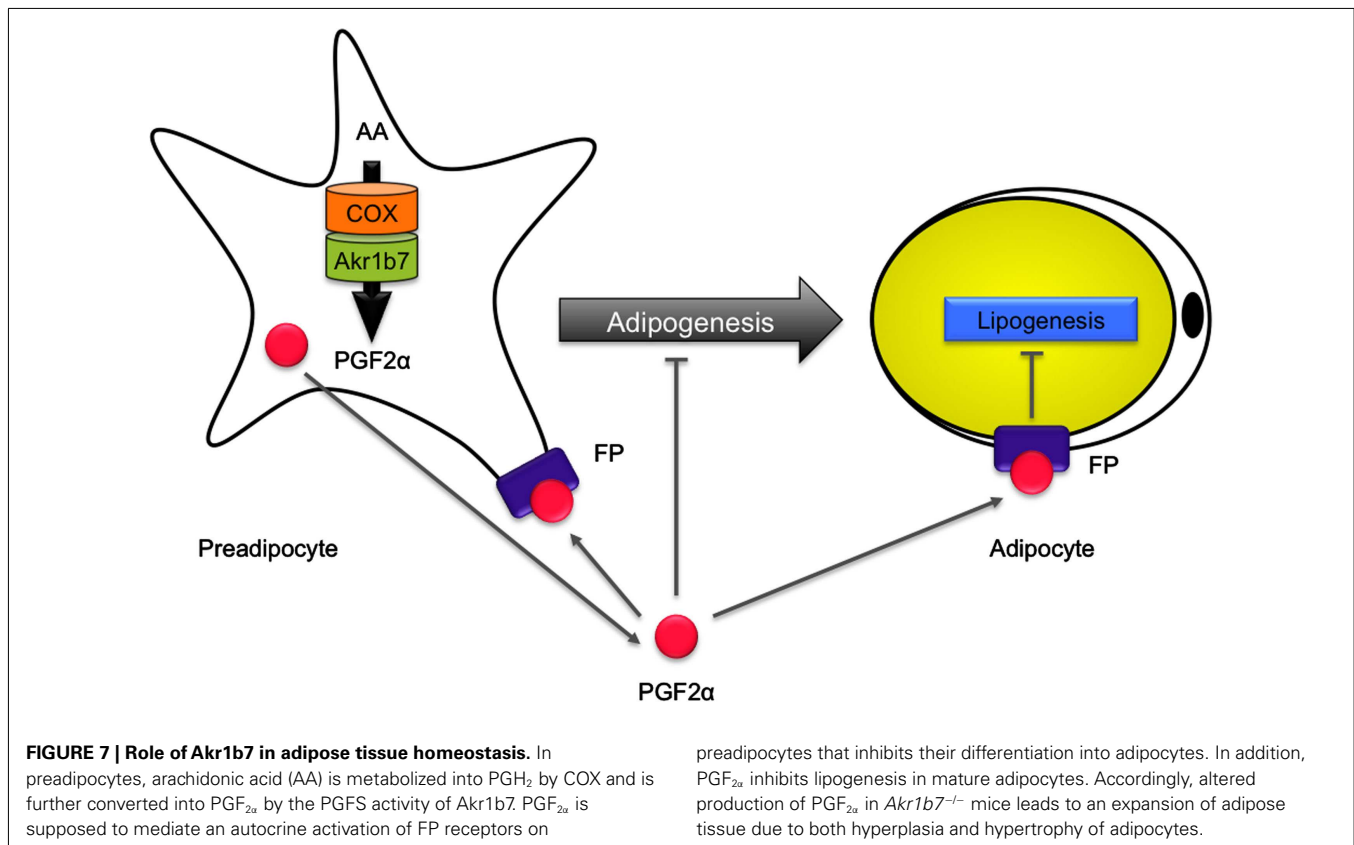 AA
COX
Akr1b7
PGF2α
Adipogenesis
Lipogenesis
FP
FP
Preadipocyte
Adipocyte
PGF2α
FIGURE 7 | Role of Akr1b7 in adipose tissue homeostasis. In
preadipocytes, arachidonic acid (AA) is metabolized into PGH₂ by COX and is
further converted into PGF₂α by the PGFS activity of Akr1b7. PGF₂α is
supposed to mediate an autocrine activation of FP receptors on
preadipocytes that inhibits their differentiation into adipocytes. In addition,
PGF₂α inhibits lipogenesis in mature adipocytes. Accordingly, altered
production of PGF₂α in Akr1b7⁻/⁻ mice leads to an expansion of adipose
tissue due to both hyperplasia and hypertrophy of adipocytes.